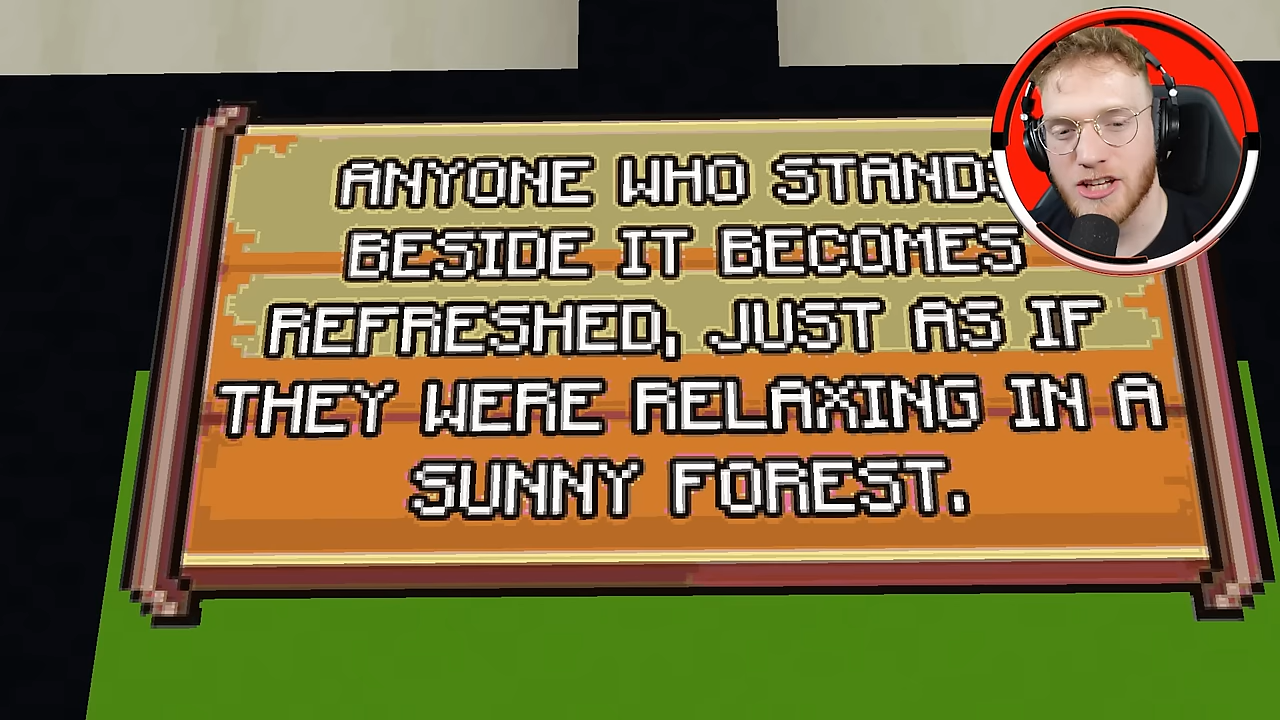 ANYONE WHO STANDS
BESIDE IT BECOMES
REFRESHED, JUST AS IF
THEY WERE RELAXING IN A
SUNNY FOREST.